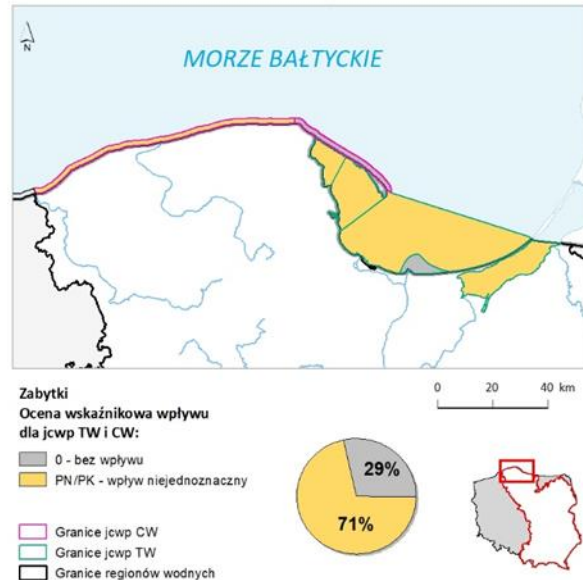 N
MORZE BAŁTYCKIE
Zabytki
Ocena wskaźnikowa wpływu
dla jcwp TW i CW:
0 - bez wpływu
PN/PK - wpływ niejednoznaczny
Granice jcwp CW
Granice jcwp TW
Granice regionów wodnych
29%
71%
0 20 40 km